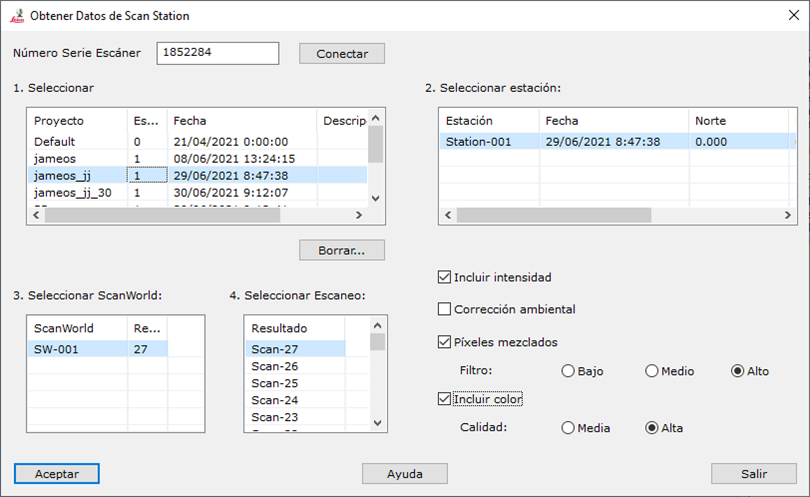 Obtener Datos de Scan Station
Número Serie Escáner 1852284 Conectar
1. Seleccionar
Proyecto Es... Fecha Descrip
Default 0 21/04/2021 0:00:00
jameos 1 08/06/2021 13:24:15
jameos_jj 1 29/06/2021 8:47:38
jameos_jj_30 1 30/06/2021 9:12:07
Borrar...
2. Seleccionar estación:
Estación Fecha Norte
Station-001 29/06/2021 8:47:38 0.000
3. Seleccionar ScanWorld:
ScanWorld Re...
SW-001 27
4. Seleccionar Escaneo:
Resultado
Scan-27
Scan-26
Scan-25
Scan-24
Scan-23
Incluir intensidad
Corrección ambiental
Píxeles mezclados
Filtro: Bajo Medio Alto
Incluir color
Calidad: Media Alta
Aceptar Ayuda Salir